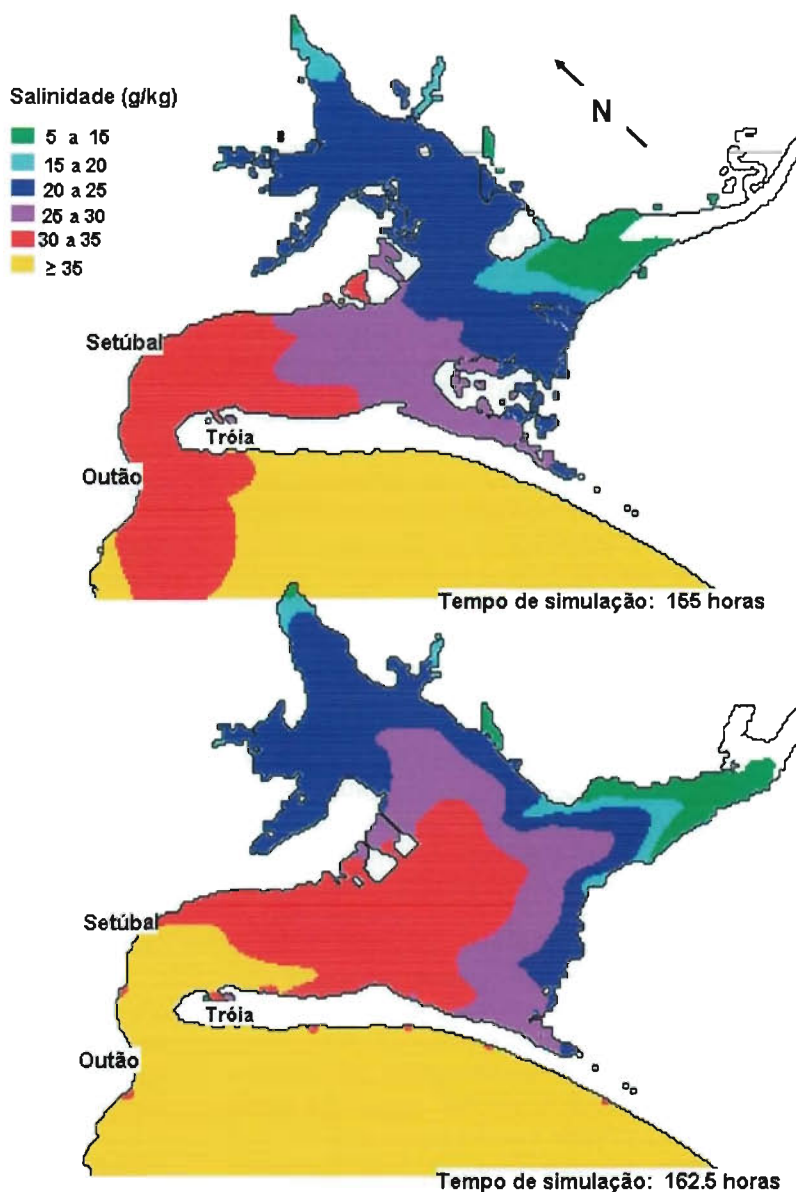 Salinidade (g/kg)
5 a 15
15 a 20
20 a 25
25 a 30
30 a 35
≥ 35
N
Setúbal
Tróia
Outão
Tempo de simulação: 155 horas
Setúbal
Tróia
Outão
Tempo de simulação: 162.5 horas